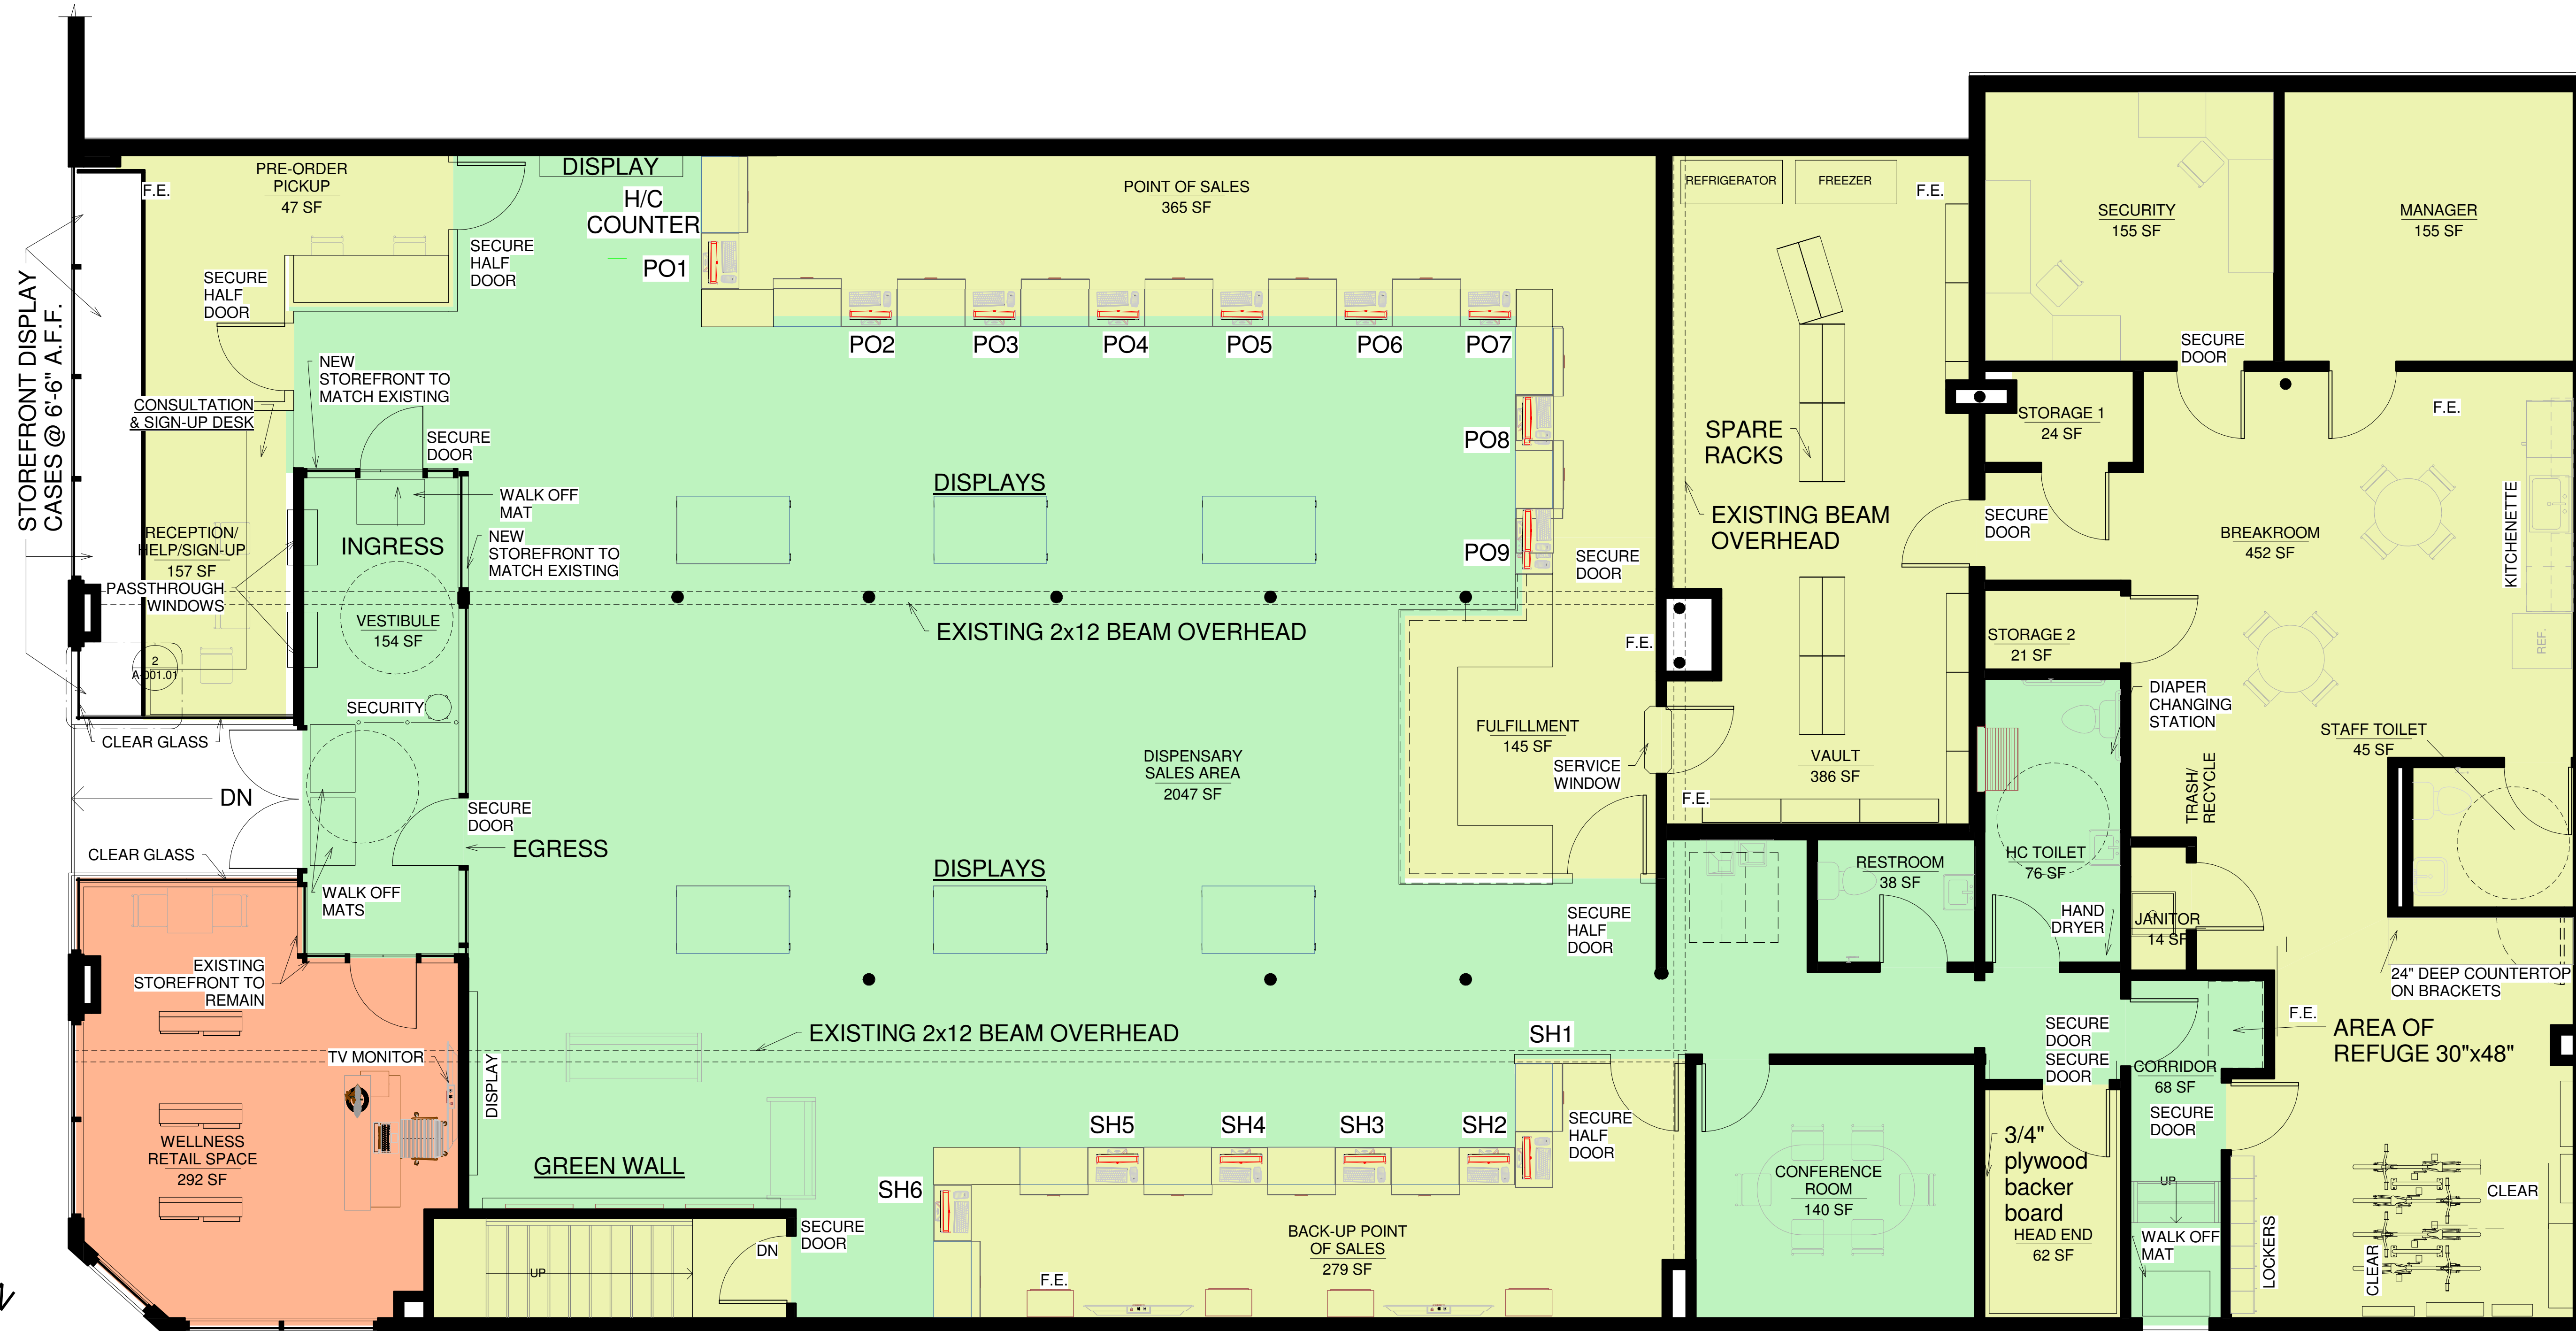 STOREFRONT DISPLAY
CASES @ 6'-6" A.F.F.
F.E.
PRE-ORDER
PICKUP
47 SF
SECURE
HALF
DOOR
SECURE
HALF
DOOR
DISPLAY
H/C
COUNTER
PO1
POINT OF SALES
365 SF
PO2
PO3
PO4
PO5
PO6
PO7
PO8
PO9
REFRIGERATOR
FREEZER
F.E.
SECURITY
155 SF
MANAGER
155 SF
SECURE
DOOR
NEW
STOREFRONT TO
MATCH EXISTING
CONSULTATION
& SIGN-UP DESK
SECURE
DOOR
WALK OFF
MAT
INGRESS
NEW
STOREFRONT TO
MATCH EXISTING
RECEPTION/
HELP/SIGN-UP
157 SF
PASSTHROUGH
WINDOWS
VESTIBULE
154 SF
2
A-001.01
SECURITY
CLEAR GLASS
DN
CLEAR GLASS
SECURE
DOOR
EGRESS
WALK OFF
MATS
DISPLAYS
EXISTING 2x12 BEAM OVERHEAD
DISPENSARY
SALES AREA
2047 SF
DISPLAYS
EXISTING 2x12 BEAM OVERHEAD
SECURE
DOOR
F.E.
FULFILLMENT
145 SF
SERVICE
WINDOW
SECURE
HALF
DOOR
SPARE
RACKS
EXISTING BEAM
OVERHEAD
VAULT
386 SF
F.E.
STORAGE 1
24 SF
SECURE
DOOR
STORAGE 2
21 SF
F.E.
BREAKROOM
452 SF
KITCHENETTE
REF.
DIAPER
CHANGING
STATION
STAFF TOILET
45 SF
TRASH/
RECYCLE
RESTROOM
38 SF
HC TOILET
76 SF
HAND
DRYER
JANITOR
14 SF
24" DEEP COUNTERTOP
ON BRACKETS
F.E.
AREA OF
REFUGE 30"x48"
SECURE
DOOR
SECURE
DOOR
CORRIDOR
68 SF
SECURE
DOOR
EXISTING
STOREFRONT TO
REMAIN
TV MONITOR
WELLNESS
RETAIL SPACE
292 SF
DISPLAY
GREEN WALL
UP
DN
SECURE
DOOR
SH1
SH2
SH3
SH4
SH5
SH6
SECURE
HALF
DOOR
BACK-UP POINT
OF SALES
279 SF
F.E.
CONFERENCE
ROOM
140 SF
3/4"
plywood
backer
board
HEAD END
62 SF
UP
WALK OFF
MAT
LOCKERS
CLEAR
CLEAR